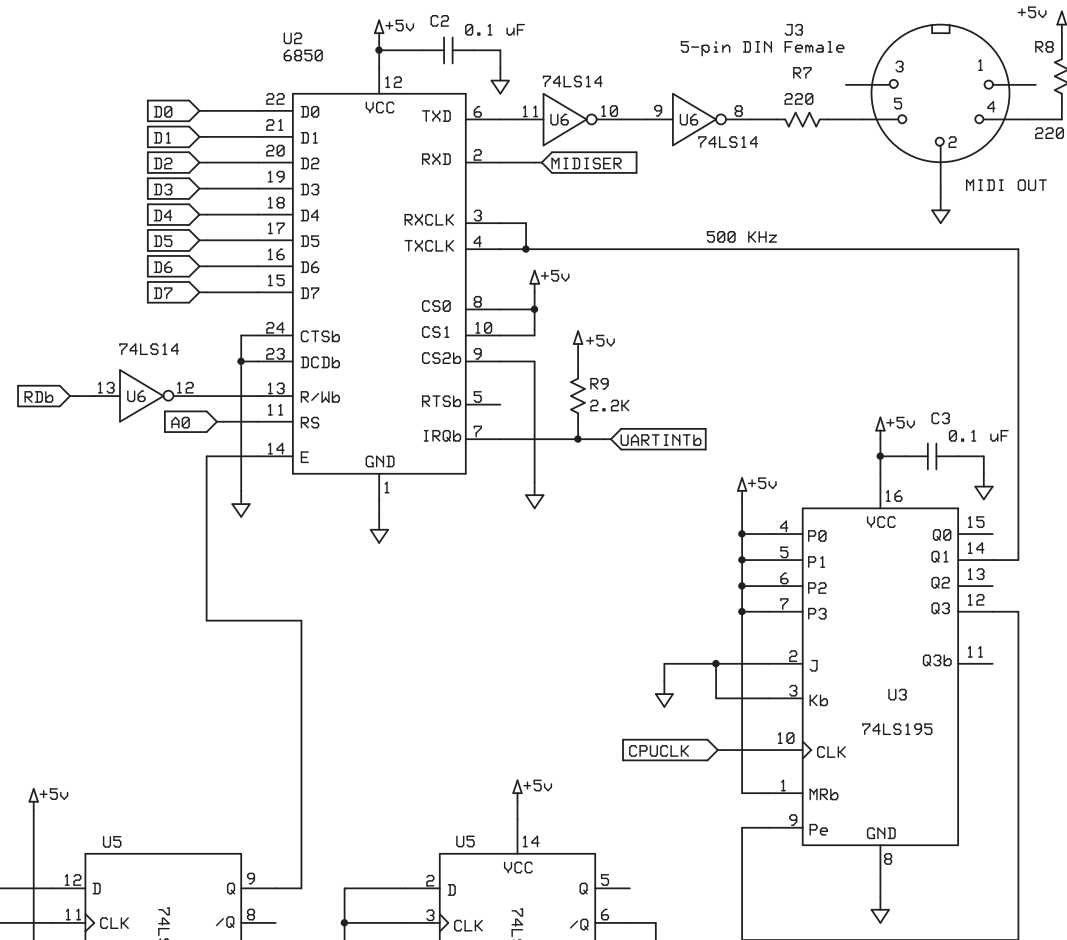 +5v
C2
0.1 uF
U2
6850
12
VCC
22
D0
D0
21
D1
D1
20
D2
D2
19
D3
D3
18
D4
D4
17
D5
D5
16
D6
D6
15
D7
D7
24
CTSb
23
DCDb
74LS14
RDb
13
U6
12
13
R/Wb
A0
11
RS
14
E
GND
1
TXD
6
RXD
2
MIDISER
RXCLK
3
TXCLK
4
500 KHz
+5v
CS0
8
CS1
10
CS2b
9
RTSb
5
IRQb
7
+5v
R9
2.2K
UARTINTb
74LS14
11
U6
10
9
U6
8
74LS14
J3
5-pin DIN Female
R7
220
3
1
5
4
2
MIDI OUT
+5v
R8
220
+5v
C3
0.1 uF
16
VCC
+5v
4
P0
5
P1
6
P2
7
P3
2
J
3
Kb
CPUCLK
10
CLK
1
MRb
9
Pe
Q0
15
Q1
14
Q2
13
Q3
12
Q3b
11
U3
74LS195
GND
8
+5v
U5
12
D
11
CLK
74LS
Q
9
/Q
8
+5v
U5
14
VCC
2
D
3
CLK
74LS
Q
5
/Q
6